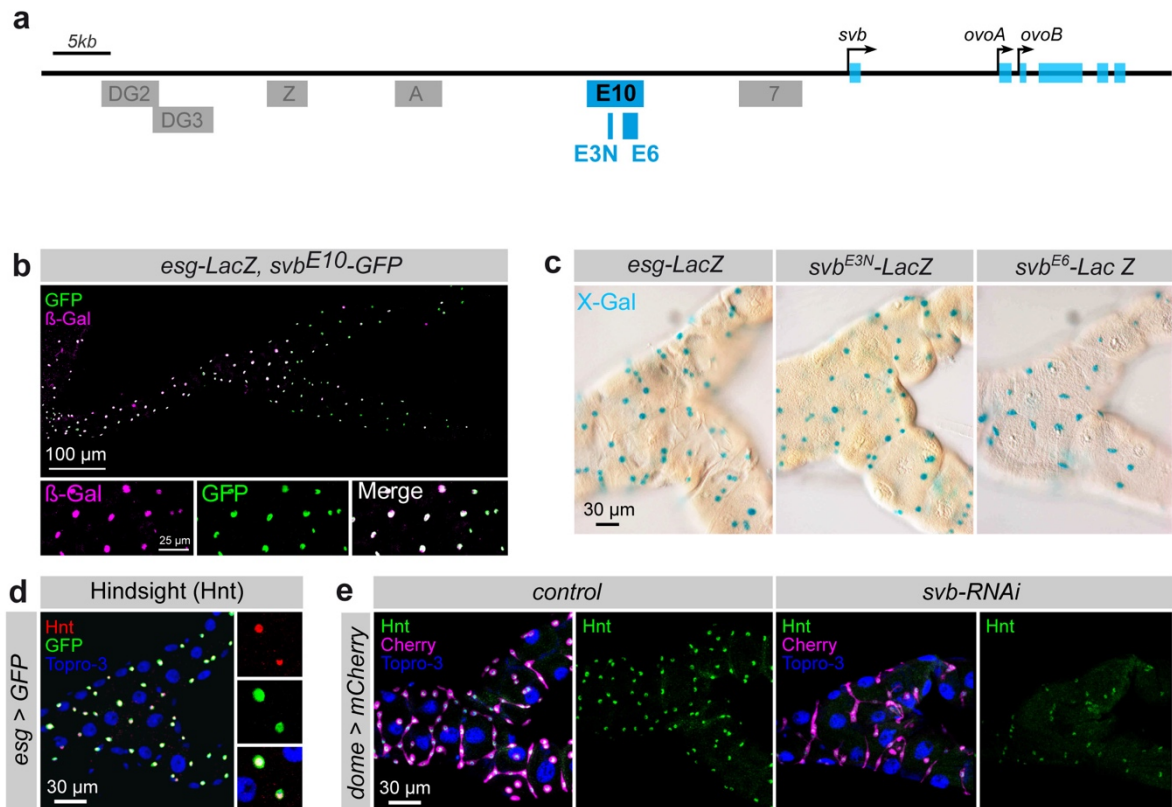 a
5kb
svb
ovoA
ovoB
DG2
DG3
Z
A
E10
7
E3N
E6
b
esg-LacZ, svbE10-GFP
GFP
ß-Gal
100 µm
ß-Gal
25 µm
GFP
Merge
c
esg-LacZ
svbE3N-LacZ
svbE6-Lac Z
X-Gal
30 µm
d
Hindsight (Hnt)
esg > GFP
Hnt
GFP
Topro-3
30 µm
e
control
svb-RNAi
dome > mCherry
Hnt
Cherry
Topro-3
30 µm
Hnt
Hnt
Cherry
Topro-3
Hnt